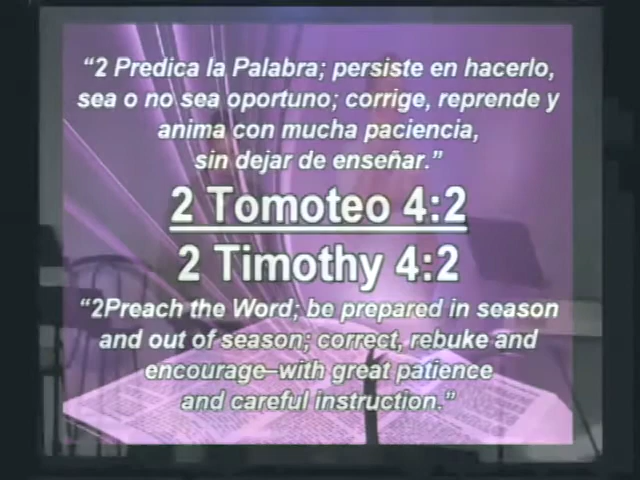 “2 Predica la Palabra; persiste en hacerlo,
sea o no sea oportuno; corrige, reprende y
anima con mucha paciencia,
sin dejar de enseñar.”
2 Tomoteo 4:2
2 Timothy 4:2
“2Preach the Word; be prepared in season
and out of season; correct, rebuke and
encourage–with great patience
and careful instruction.”